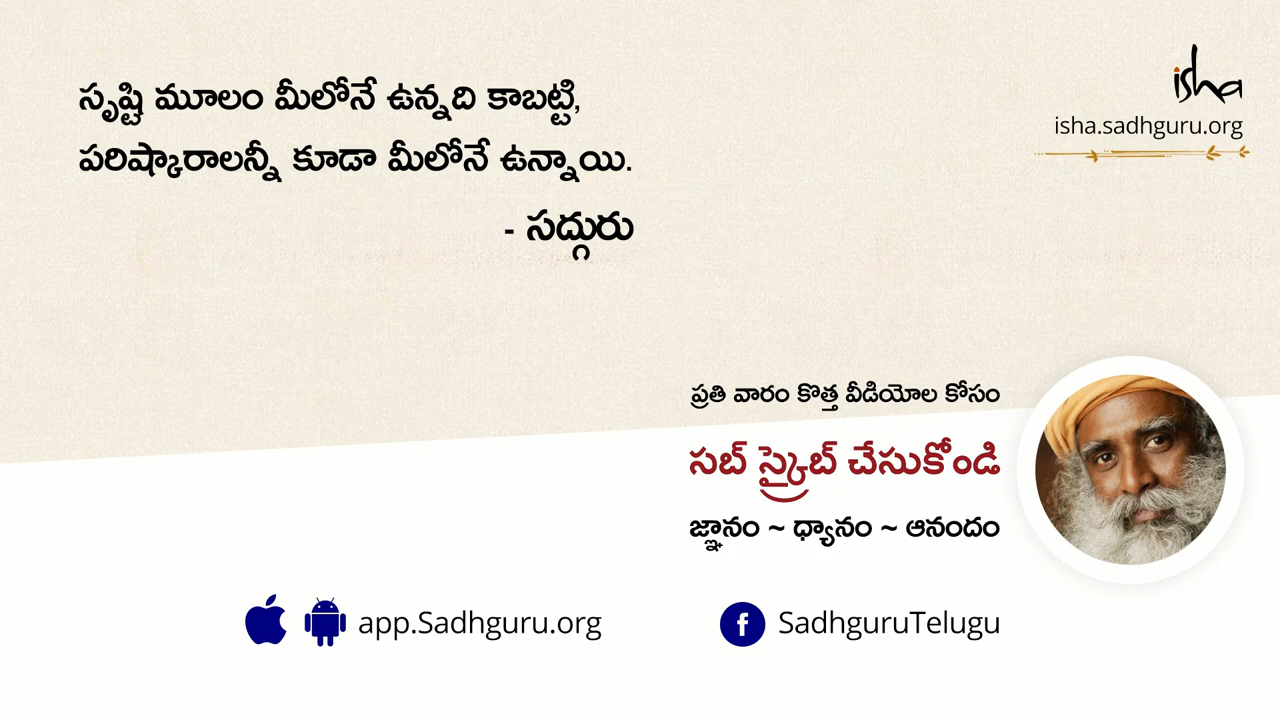 సృష్టి మూలం మీలోనే ఉన్నది కాబట్టి,
పరిష్కారాలన్నీ కూడా మీలోనే ఉన్నాయి.
- సద్గురు
isha
isha.sadhguru.org
ప్రతి వారం కొత్త వీడియోల కోసం
సబ్ స్క్రైబ్ చేసుకోండి
జ్ఞానం ~ ధ్యానం ~ ఆనందం
app.Sadhguru.org
f SadhguruTelugu